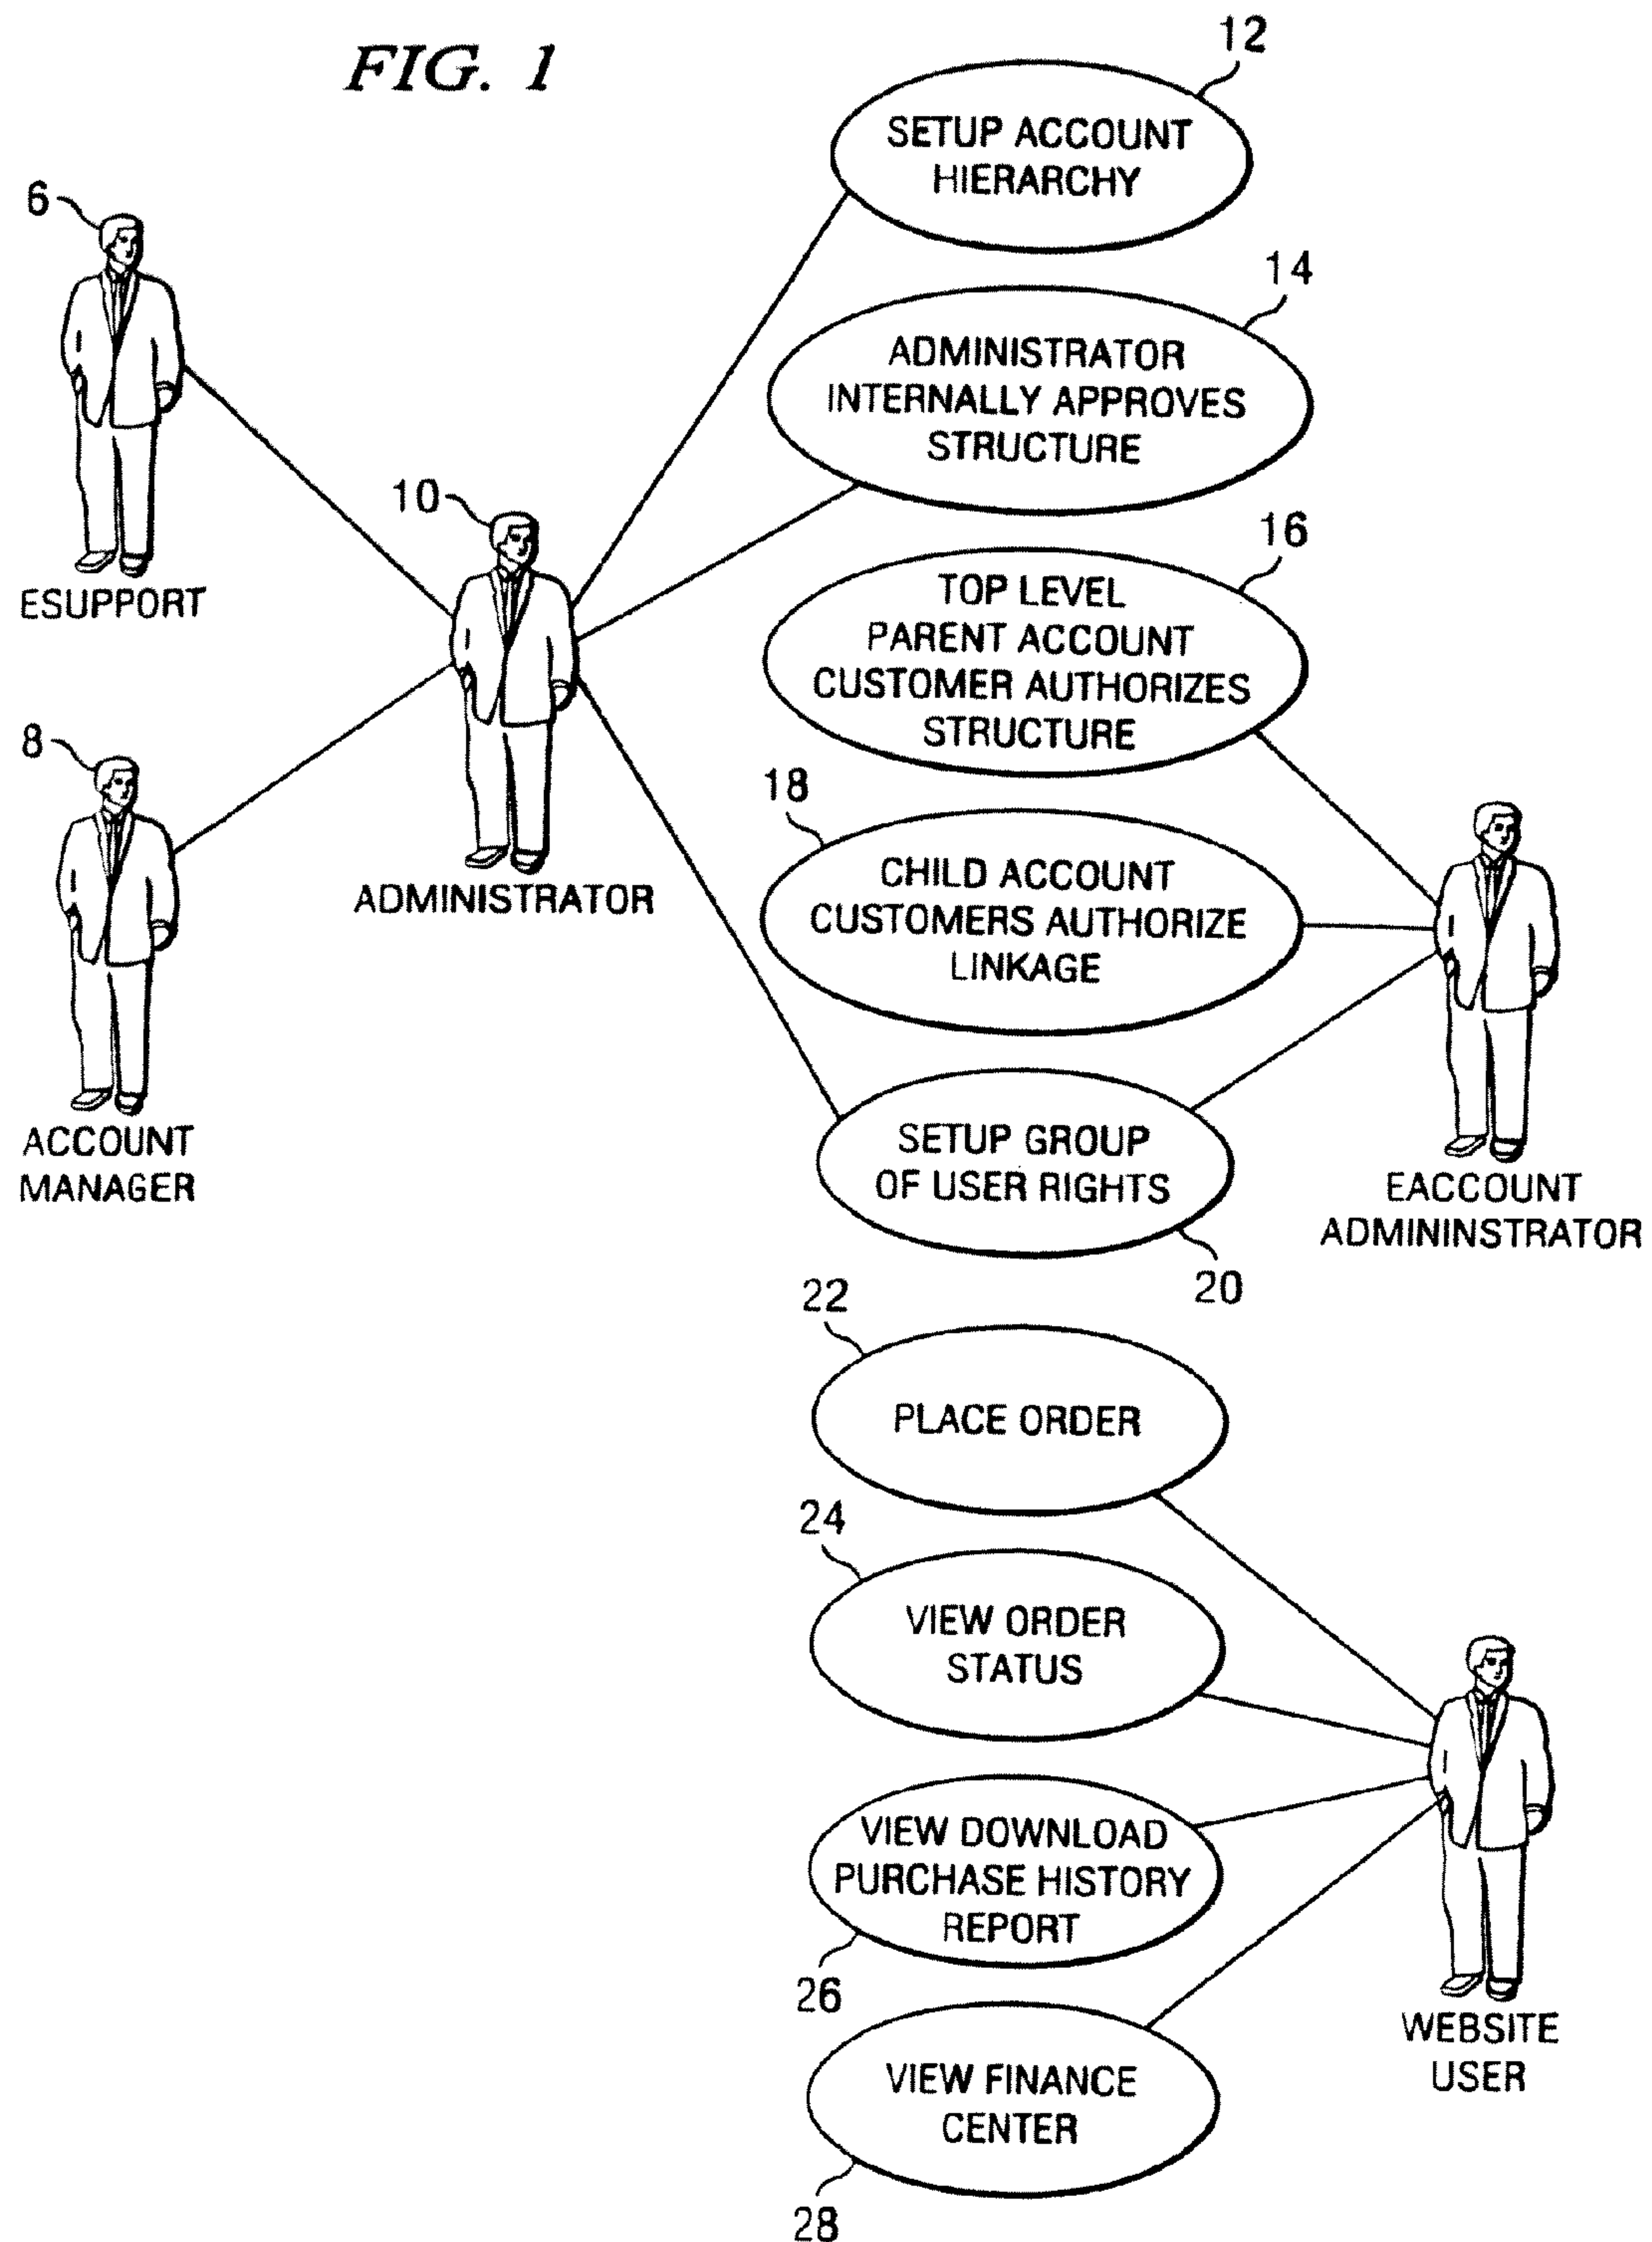 FIG. 1
12
SETUP ACCOUNT
HIERARCHY
6
ESUPPORT
14
ADMINISTRATOR
INTERNALLY APPROVES
STRUCTURE
10
ADMINISTRATOR
16
TOP LEVEL
PARENT ACCOUNT
CUSTOMER AUTHORIZES
STRUCTURE
8
ACCOUNT
MANAGER
18
CHILD ACCOUNT
CUSTOMERS AUTHORIZE
LINKAGE
SETUP GROUP
OF USER RIGHTS
20
EACCOUNT
ADMININSTRATOR
22
PLACE ORDER
24
VIEW ORDER
STATUS
VIEW DOWNLOAD
PURCHASE HISTORY
REPORT
26
WEBSITE
USER
VIEW FINANCE
CENTER
28